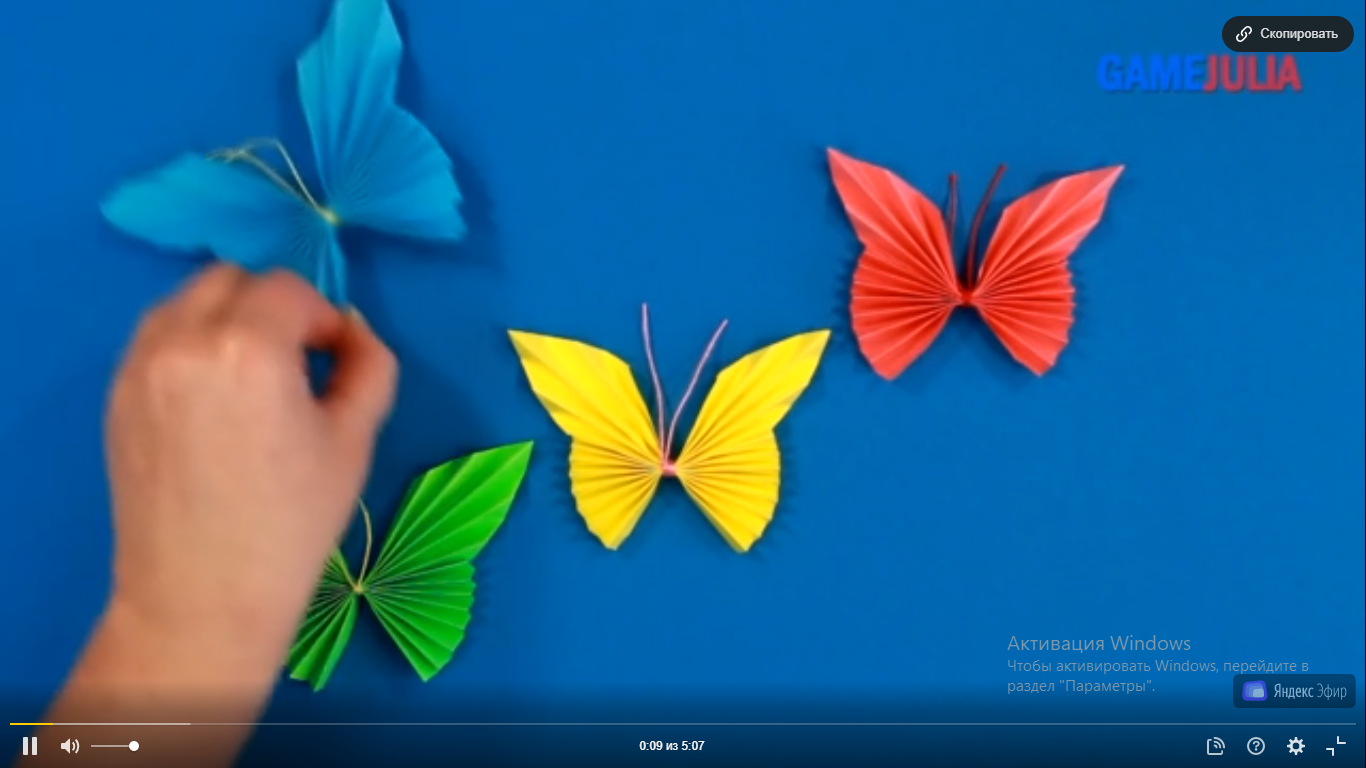 Скопировать
GAMEJULIA
Активация Windows
Чтобы активировать Windows, перейдите в
раздел "Параметры".
Яндекс Эфир
0:09 из 5:07